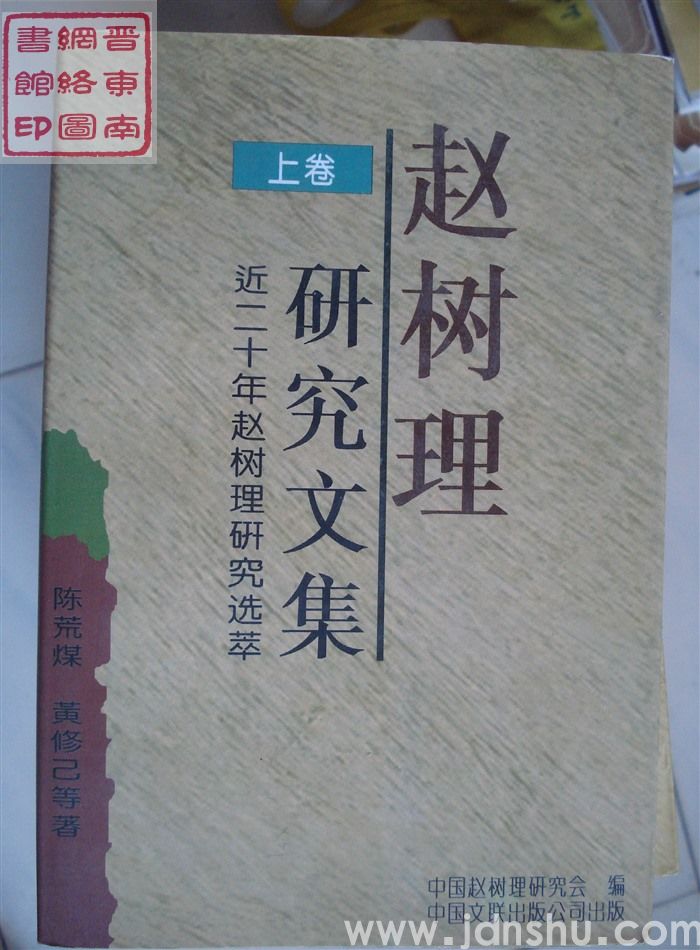 晋東南
網絡圖
書館印
赵树理
研究文集
上卷
近二十年赵树理研究选萃
陈荒煤 黄修己等著
中国赵树理研究会 编
中国文联出版公司出版
www.janshu.com